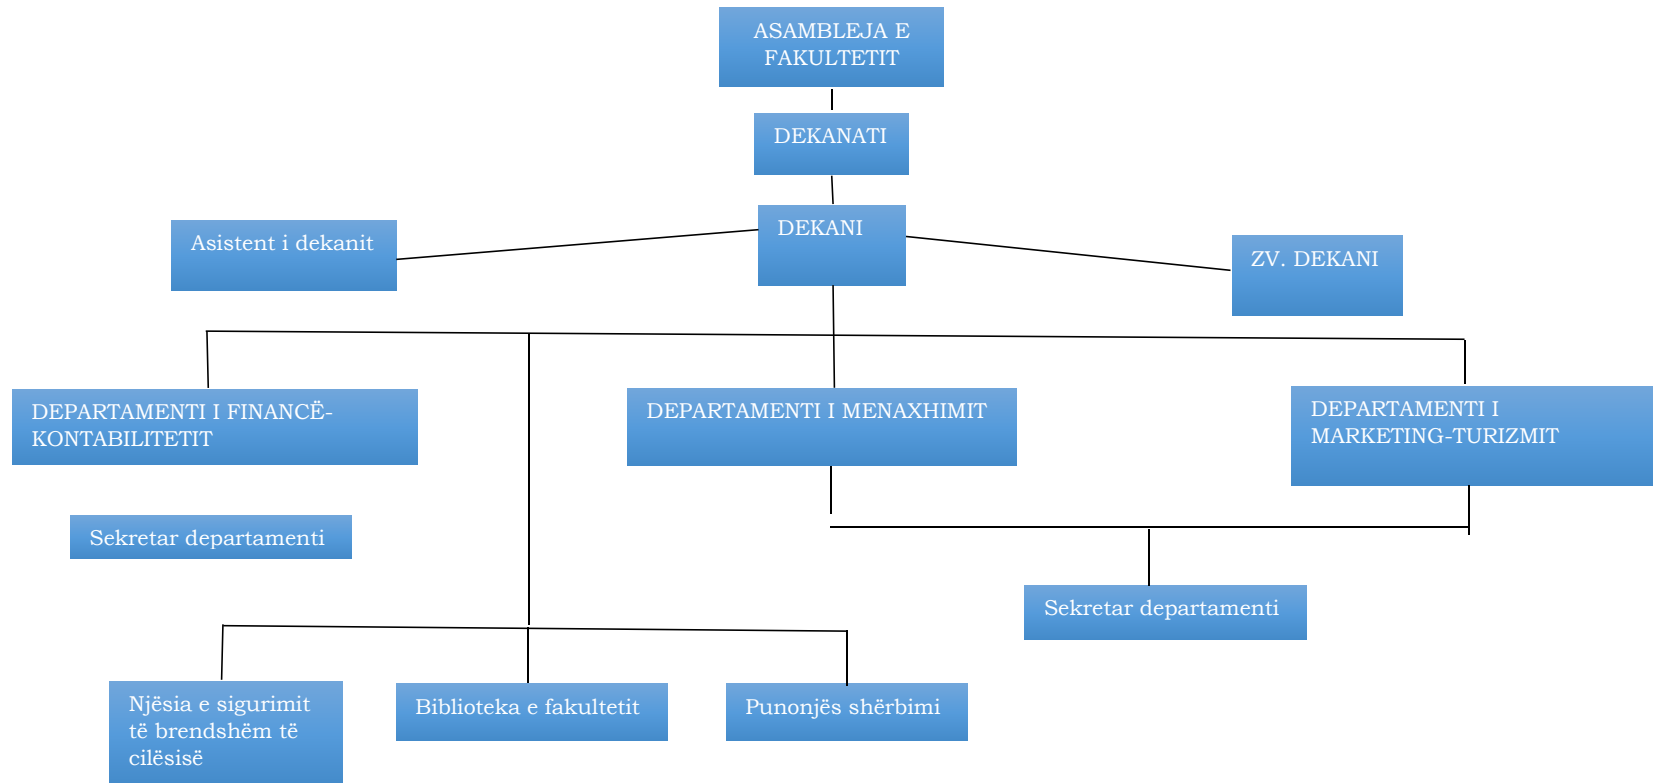 ASAMBLEJA E
FAKULTETIT
DEKANATI
DEKANI
Asistent i dekanit
ZV. DEKANI
DEPARTAMENTI I FINANCË-
KONTABILITETIT
DEPARTAMENTI I MENAXHIMIT
DEPARTAMENTI I
MARKETING-TURIZMIT
Sekretar departamenti
Sekretar departamenti
Njësia e sigurimit
të brendshëm të
cilësisë
Biblioteka e fakultetit
Punonjës shërbimi